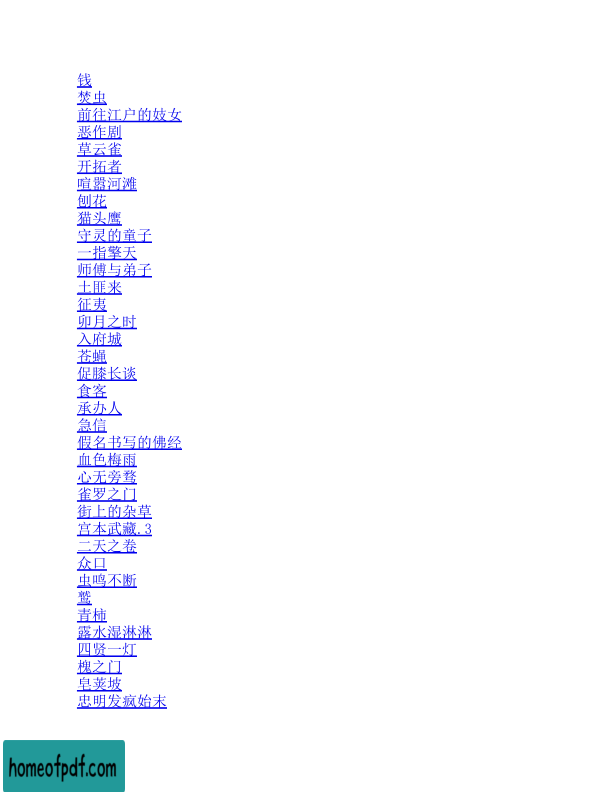 钱
焚虫
前往江户的妓女
恶作剧
草云雀
开拓者
喧嚣河滩
刨花
猫头鹰
守灵的童子
一指擎天
师傅与弟子
土匪来
征夷
卯月之时
入府城
苍蝇
促膝长谈
食客
承办人
急信
假名书写的佛经
血色梅雨
心无旁骛
雀罗之门
街上的杂草
宫本武藏.3
二天之卷
众口
虫鸣不断
鹫
青柿
露水湿淋淋
四贤一灯
槐之门
皂荚坡
忠明发疯始末
homeofpdf.com